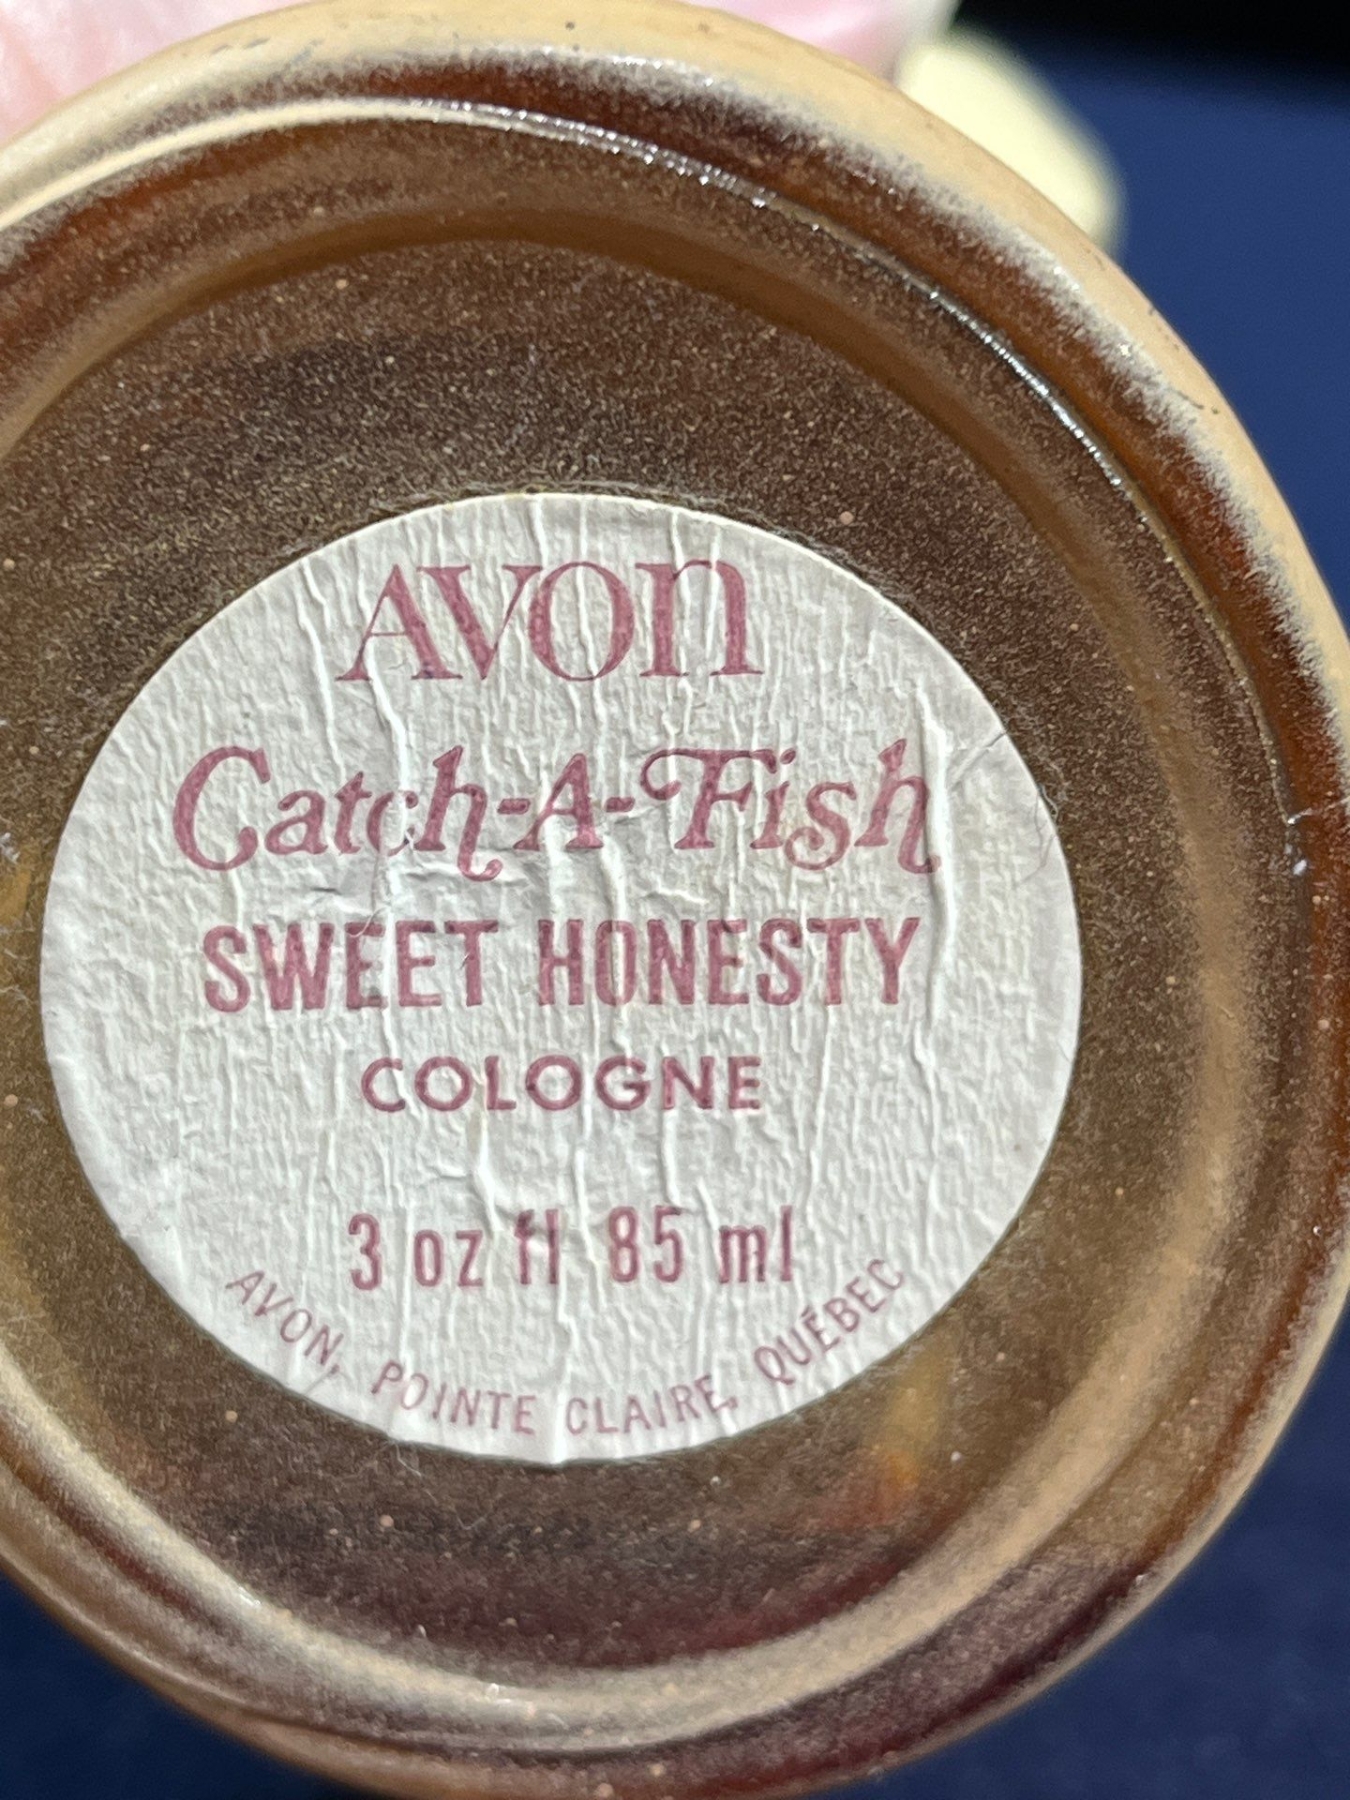 AVON
Catch-A-Fish
SWEET HONESTY
COLOGNE
3 oz fl 85 ml
AVON, POINTE CLAIRE, QUÉBEC